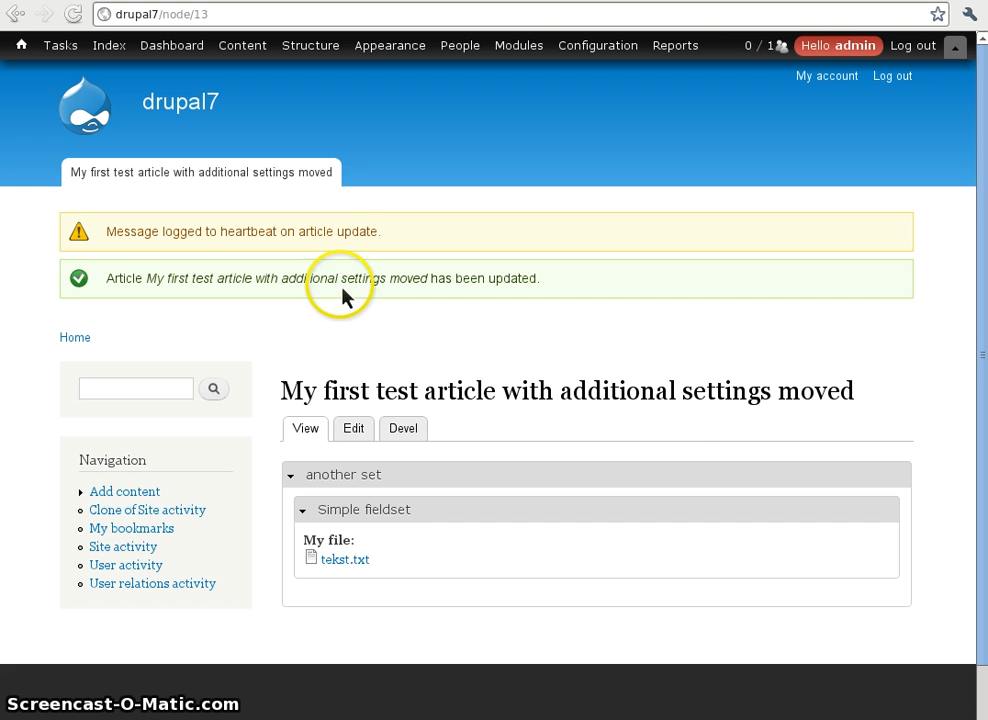 drupal7/node/13
Tasks Index Dashboard Content Structure Appearance People Modules Configuration Reports 0 / 1 Hello admin Log out
My account Log out
drupal7
My first test article with additional settings moved
Message logged to heartbeat on article update.
Article My first test article with additional settings moved has been updated.
Home
My first test article with additional settings moved
View Edit Devel
Navigation
Add content
Clone of Site activity
My bookmarks
Site activity
User activity
User relations activity
another set
Simple fieldset
My file:
tekst.txt
Screencast-O-Matic.com